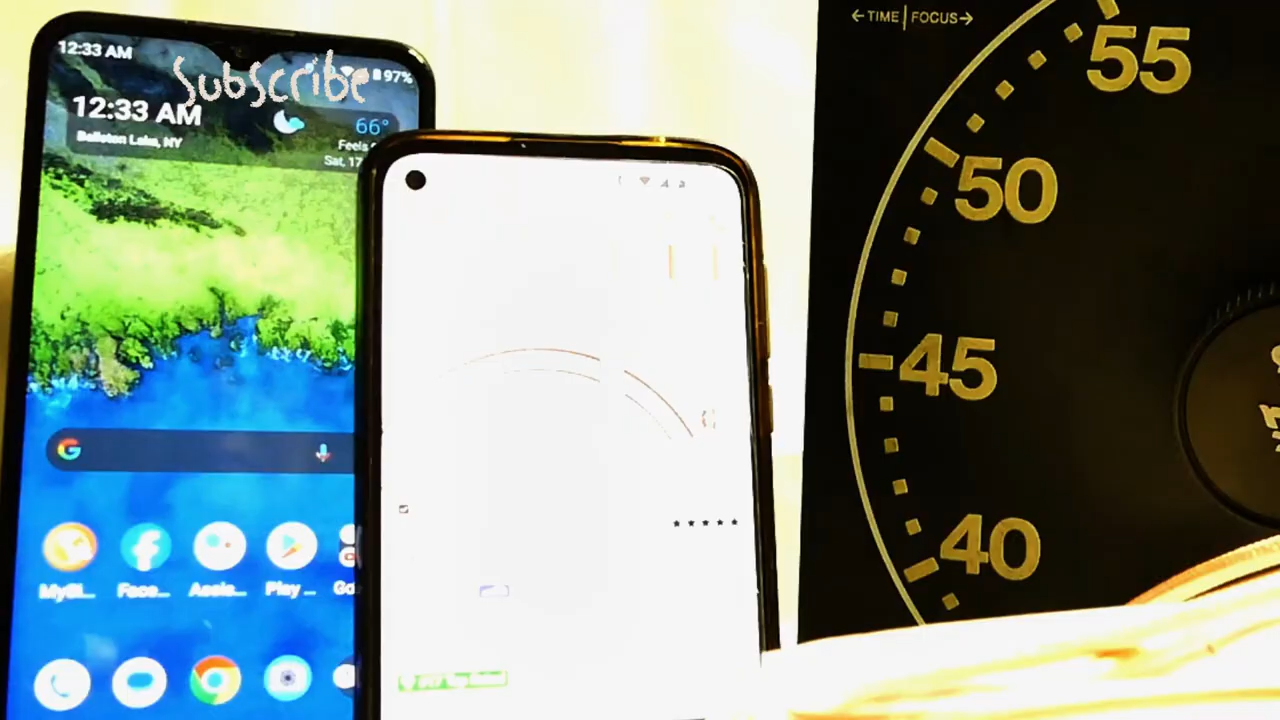 12:33 AM
97%
Subscribe
12:33 AM
Ballston Lake, NY
66°
Feels
Sat, 17
G
Face...
Play ...
★ ★ ★ ★ ★
←TIME | FOCUS→
55
50
45
40